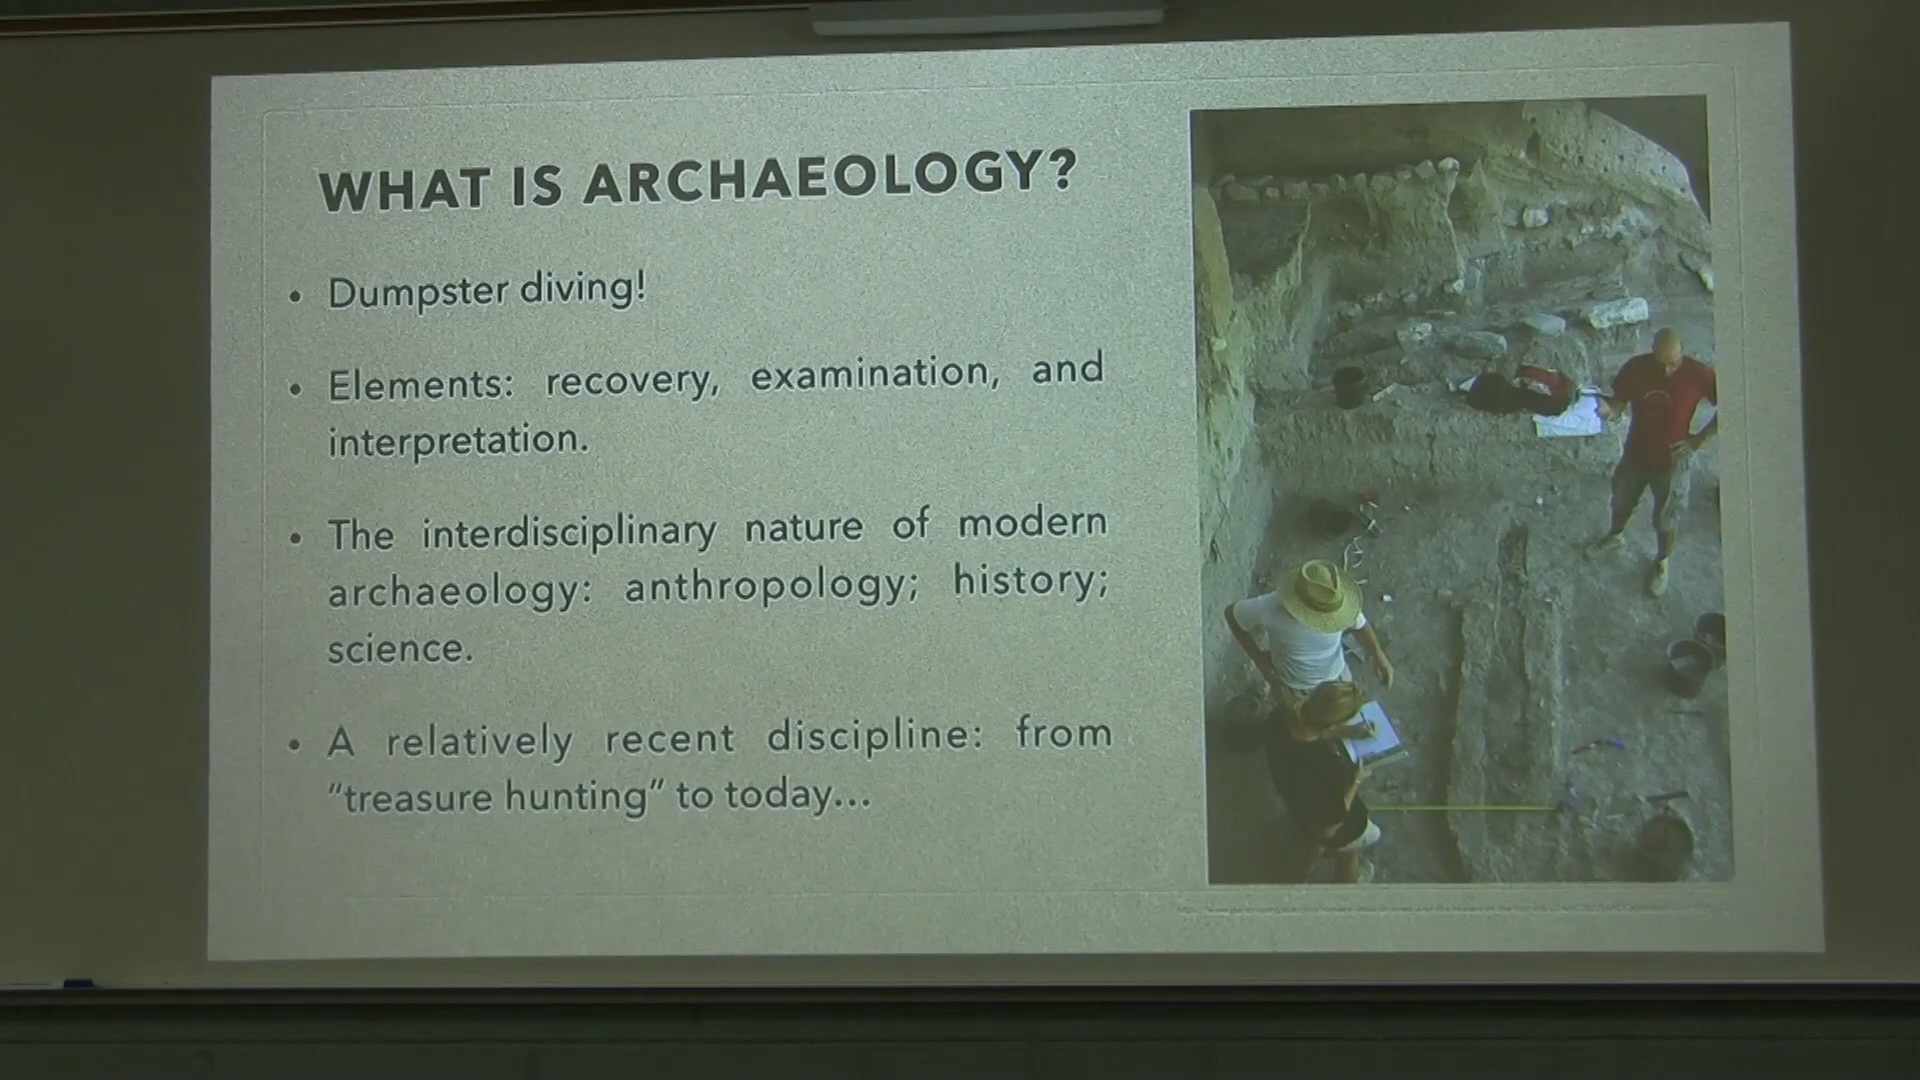 WHAT IS ARCHAEOLOGY?
• Dumpster diving!
• Elements: recovery, examination, and
interpretation.
• The interdisciplinary nature of modern
archaeology: anthropology; history;
science.
• A relatively recent discipline: from
“treasure hunting” to today...